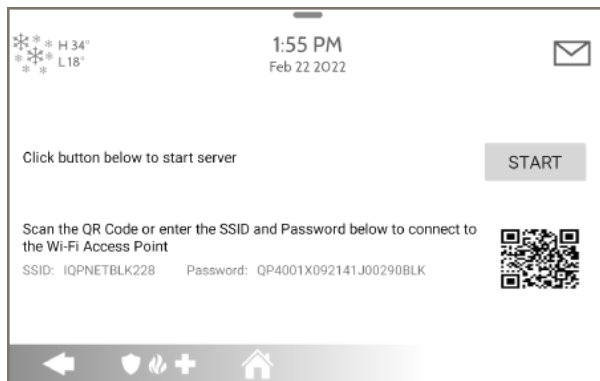 H 34°
L 18°
1:55 PM
Feb 22 2022
Click button below to start server
START
Scan the QR Code or enter the SSID and Password below to connect to
the Wi-Fi Access Point
SSID: IQPNETBLK228 Password: QP4001X092141J00290BLK